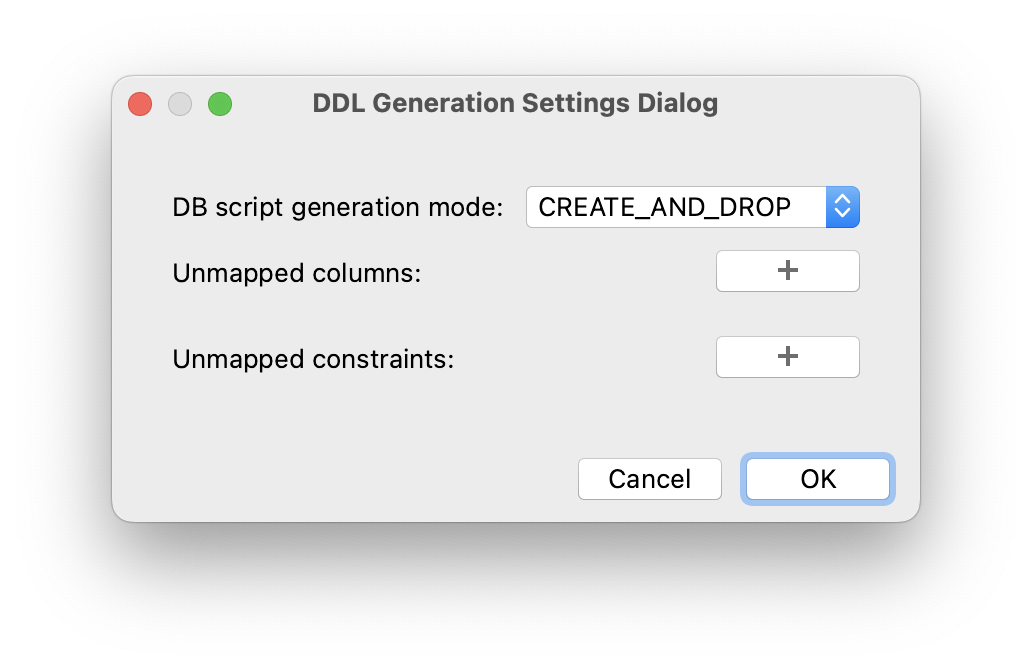 DDL Generation Settings Dialog
DB script generation mode: CREATE_AND_DROP
Unmapped columns: +
Unmapped constraints: +
Cancel OK